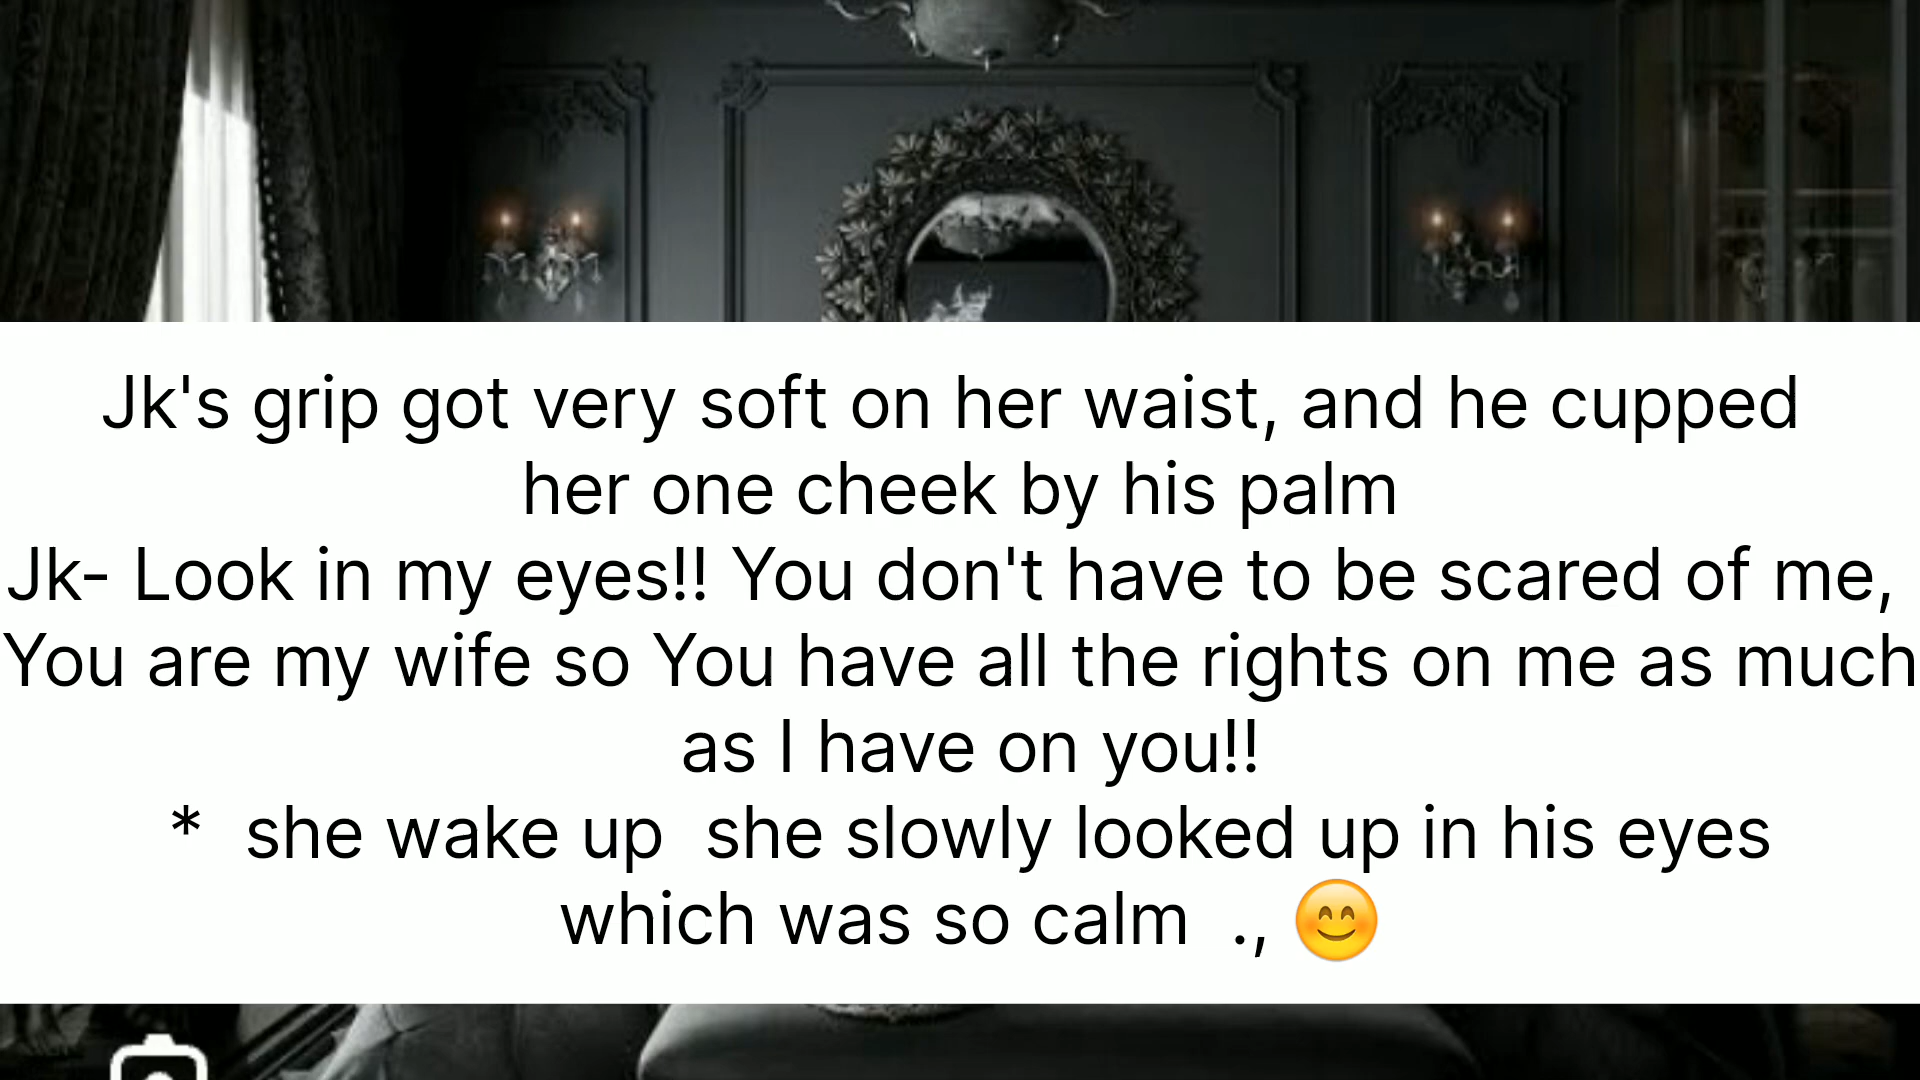 Jk's grip got very soft on her waist, and he cupped
her one cheek by his palm
Jk- Look in my eyes!! You don't have to be scared of me,
You are my wife so You have all the rights on me as much
as I have on you!!
*  she wake up  she slowly looked up in his eyes
which was so calm  ., 😊